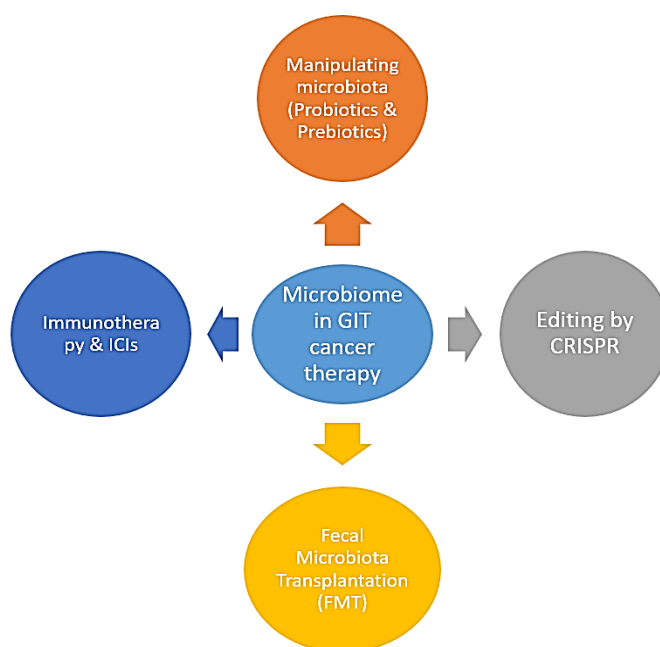 Manipulating
microbiota
(Probiotics &
Prebiotics)
Immunothera
py & ICIs
Microbiome
in GIT
cancer
therapy
Editing by
CRISPR
Fecal
Microbiota
Transplantation
(FMT)